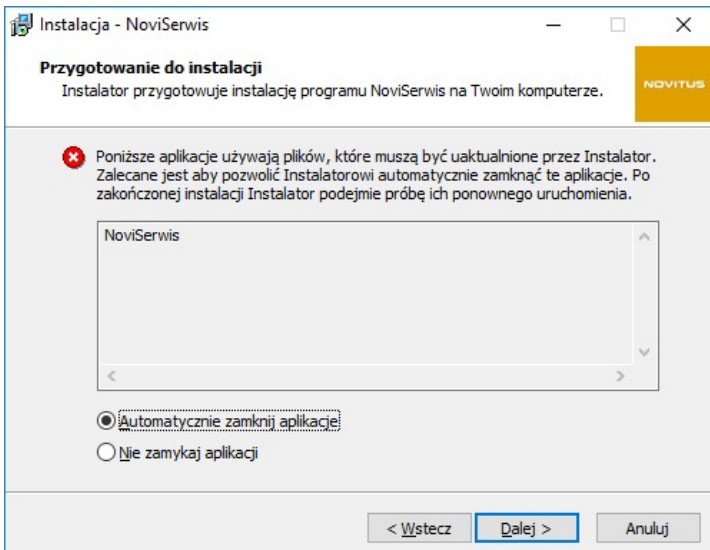 Instalacja - NoviSerwis
Przygotowanie do instalacji
Instalator przygotowuje instalację programu NoviSerwis na Twoim komputerze.
NOVITUS
Poniższe aplikacje używają plików, które muszą być uaktualnione przez Instalator.
Zalecane jest aby pozwolić Instalatorowi automatycznie zamknąć te aplikacje. Po
zakończonej instalacji Instalator podejmie próbę ich ponownego uruchomienia.
NoviSerwis
Automatycznie zamknij aplikacje
Nie zamykaj aplikacji
< Wstecz
Dalej >
Anuluj